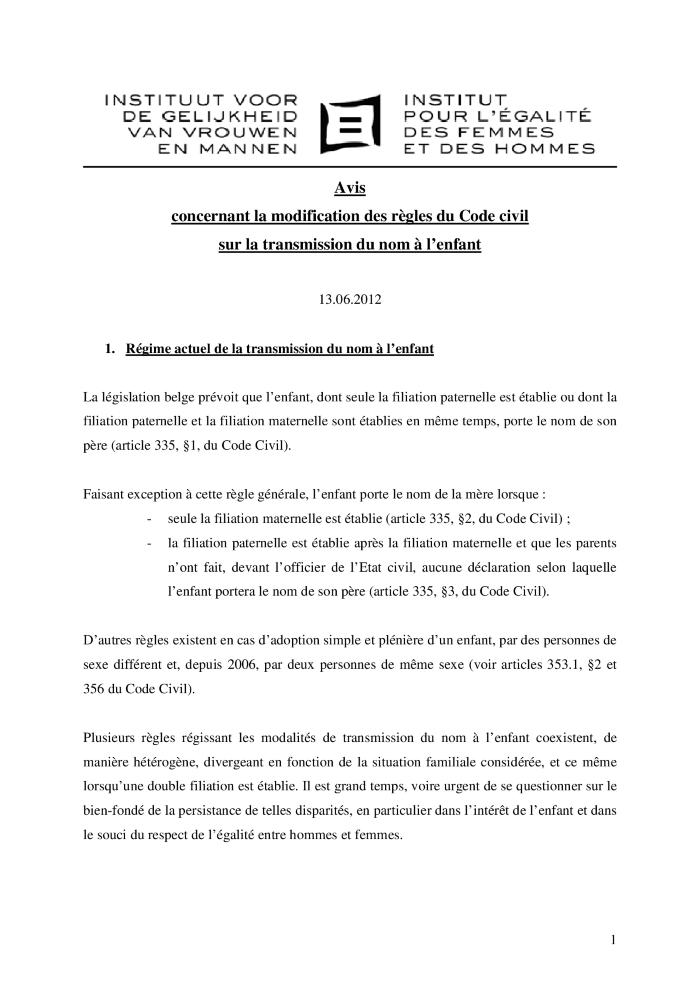 INSTITUUT VOOR
DE GELIJKHEID
VAN VROUWEN
EN MANNEN
INSTITUT
POUR L'ÉGALITÉ
DES FEMMES
ET DES HOMMES
Avis
concernant la modification des règles du Code civil
sur la transmission du nom à l’enfant
13.06.2012
1. Régime actuel de la transmission du nom à l’enfant
La législation belge prévoit que l’enfant, dont seule la filiation paternelle est établie ou dont la
filiation paternelle et la filiation maternelle sont établies en même temps, porte le nom de son
père (article 335, §1, du Code Civil).
Faisant exception à cette règle générale, l’enfant porte le nom de la mère lorsque :
- seule la filiation maternelle est établie (article 335, §2, du Code Civil) ;
- la filiation paternelle est établie après la filiation maternelle et que les parents
n’ont fait, devant l’officier de l’Etat civil, aucune déclaration selon laquelle
l’enfant portera le nom de son père (article 335, §3, du Code Civil).
D’autres règles existent en cas d’adoption simple et plénière d’un enfant, par des personnes de
sexe différent et, depuis 2006, par deux personnes de même sexe (voir articles 353.1, §2 et
356 du Code Civil).
Plusieurs règles régissant les modalités de transmission du nom à l’enfant coexistent, de
manière hétérogène, divergeant en fonction de la situation familiale considérée, et ce même
lorsqu’une double filiation est établie. Il est grand temps, voire urgent de se questionner sur le
bien-fondé de la persistance de telles disparités, en particulier dans l’intérêt de l’enfant et dans
le souci du respect de l’égalité entre hommes et femmes.
1